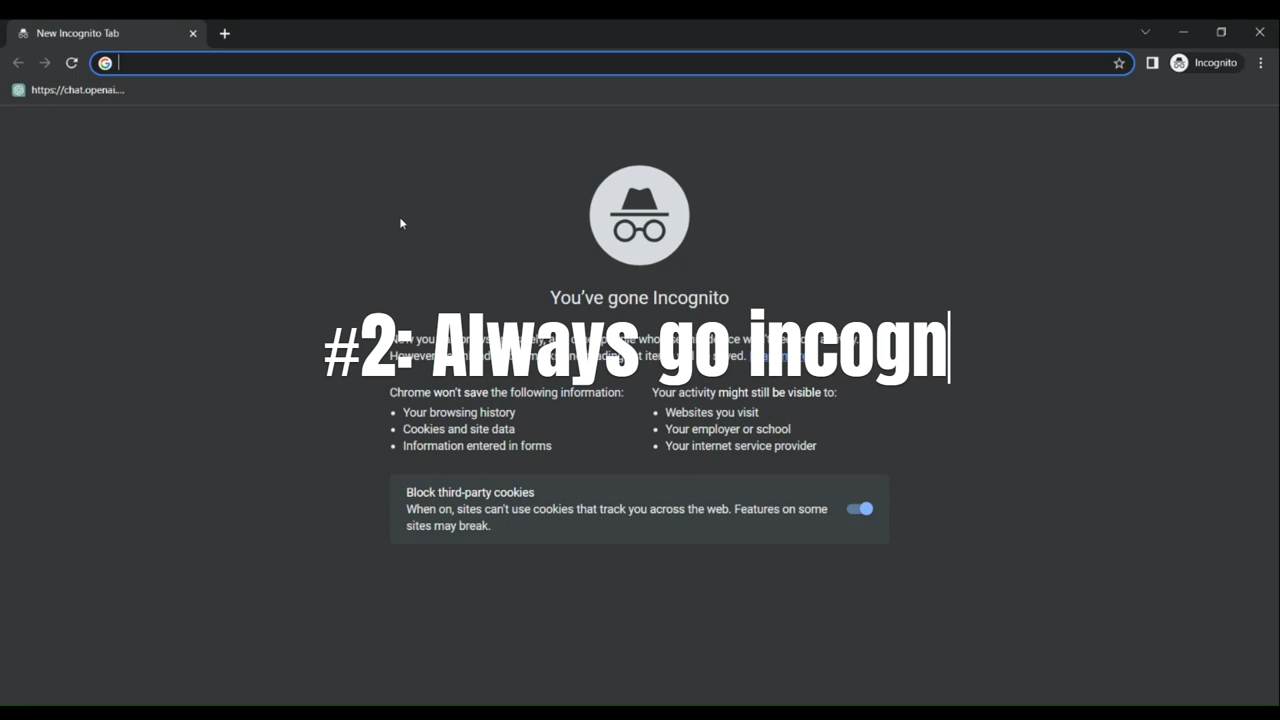 New Incognito Tab
Incognito
https://chat.openai....
You've gone Incognito
#2: Always go incogn
Chrome won't save the following information:
Your browsing history
Cookies and site data
Information entered in forms
Your activity might still be visible to:
Websites you visit
Your employer or school
Your internet service provider
Block third-party cookies
When on, sites can't use cookies that track you across the web. Features on some
sites may break.